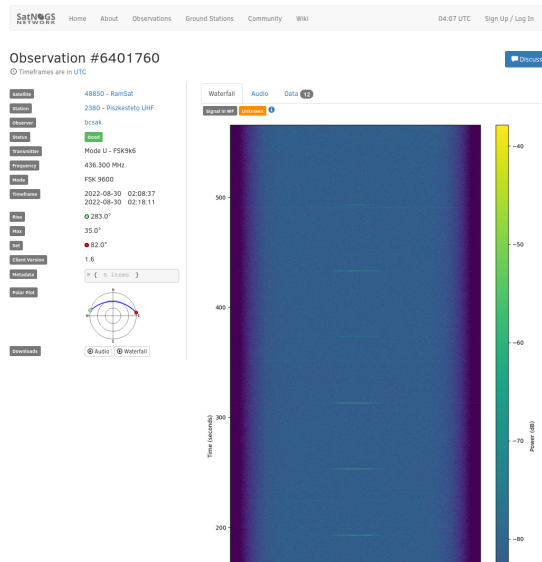 SatNOGS
NETWORK
Home About Observations Ground Stations Community Wiki 04:07 UTC Sign Up / Log In
Observation #6401760
Discuss
Timeframes are in UTC
Satellite 48850 - RamSat
Station 2380 - Piszkesteto UHF
Observer bcsak
Status Good
Transmitter Mode U - FSK9k6
Frequency 436.300 MHz
Mode FSK 9600
Timeframe 2022-08-30 02:08:37
2022-08-30 02:18:11
Rise 283.0°
Max 35.0°
Set 82.0°
Client Version 1.6
Metadata { 5 items }
Polar Plot
Downloads Audio Waterfall
Waterfall Audio Data 12
Signal in WF Unknown
500
400
300
200
Time (seconds)
−40
−50
−60
−70
−80
Power (dB)